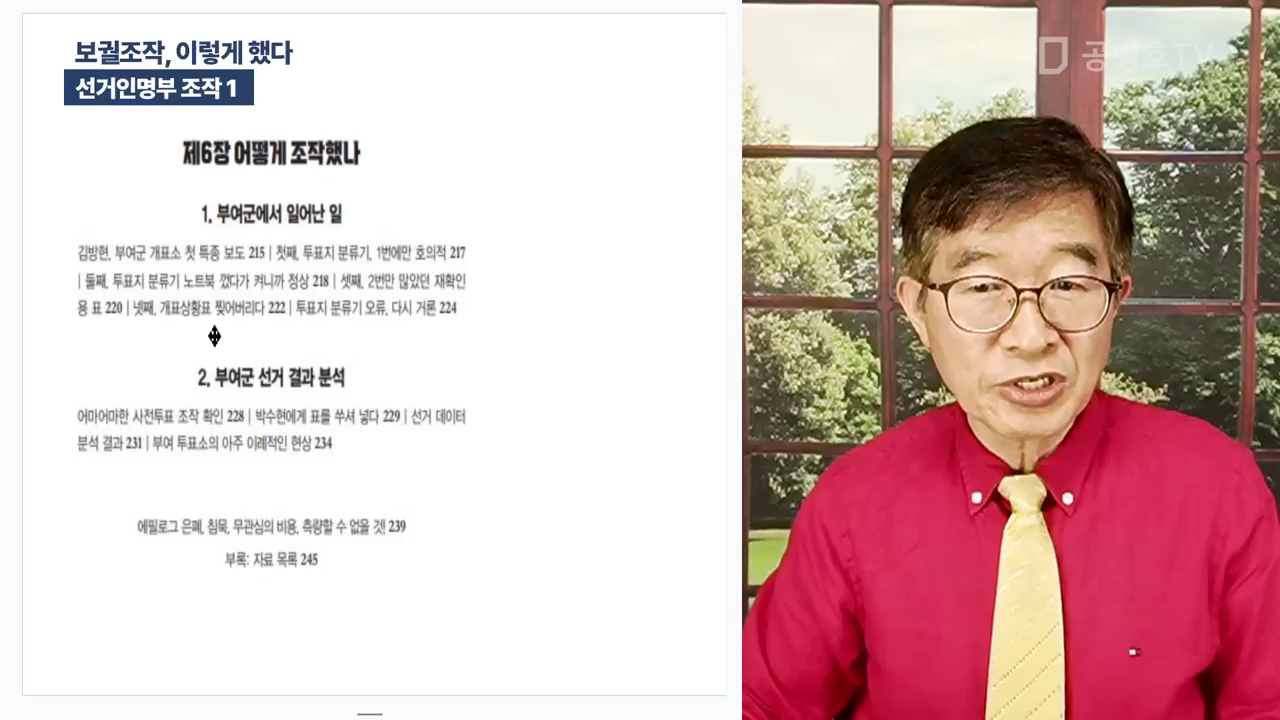 보궐조작, 이렇게 했다
선거인명부 조작 1
공병호TV
제6장 어떻게 조작했나
1. 부여군에서 일어난 일
김방현, 부여군 개표소 첫 특종 보도 215 | 첫째, 투표지 분류기, 1번에만 호의적 217
| 둘째, 투표지 분류기 노트북 껐다가 켜니까 정상 218 | 셋째, 2번만 많았던 재확인
용 표 220 | 넷째, 개표상황표 찢어버리다 222 | 투표지 분류기 오류, 다시 거론 224
2. 부여군 선거 결과 분석
어마어마한 사전투표 조작 확인 228 | 박수현에게 표를 쑤셔 넣다 229 | 선거 데이터
분석 결과 231 | 부여 투표소의 아주 이례적인 현상 234
에필로그 은폐, 침묵, 무관심의 비용, 측량할 수 없을 것! 239
부록: 자료 목록 245